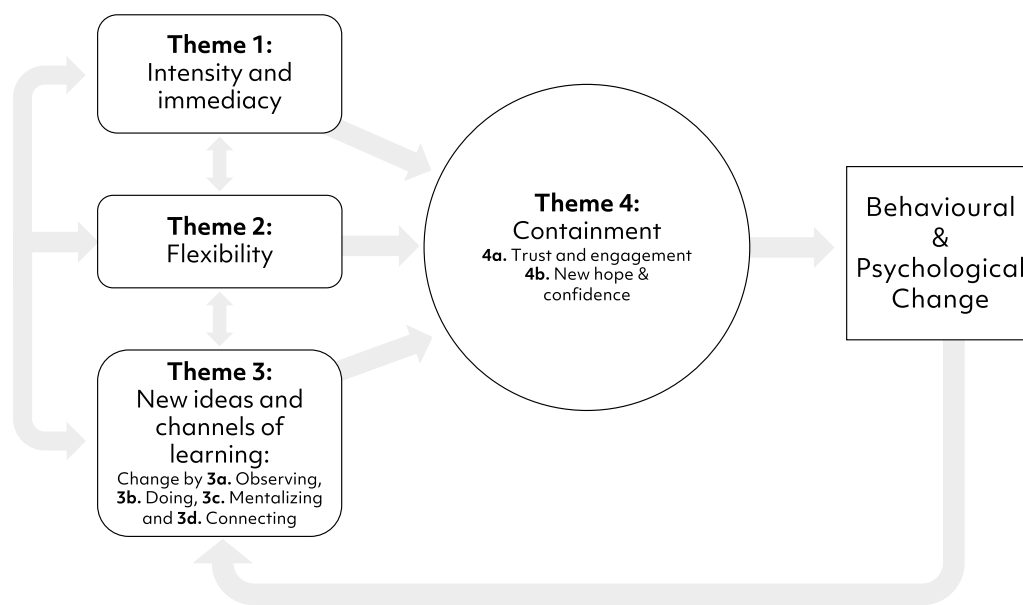 Theme 1:
Intensity and
immediacy
Theme 2:
Flexibility
Theme 3:
New ideas and
channels of
learning:
Change by 3a. Observing,
3b. Doing, 3c. Mentalizing
and 3d. Connecting
Theme 4:
Containment
4a. Trust and engagement
4b. New hope &
confidence
Behavioural
&
Psychological
Change